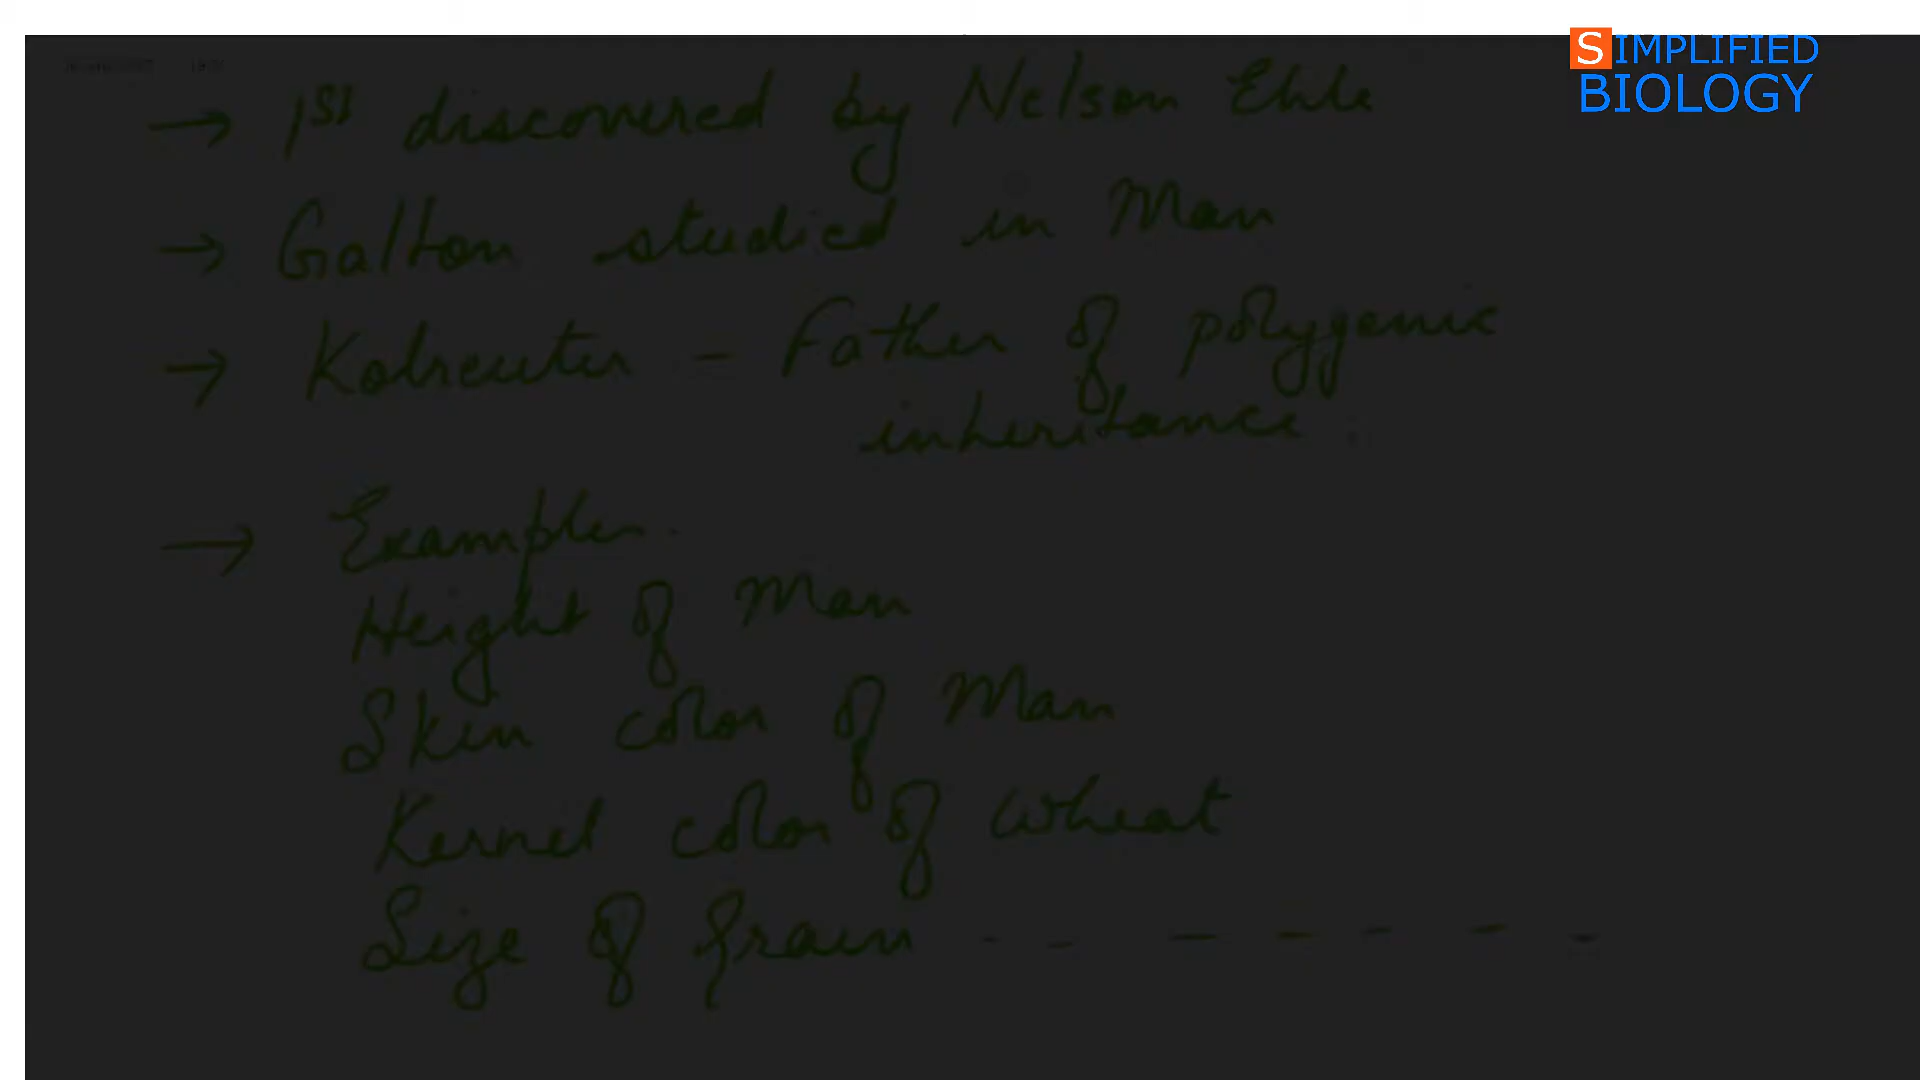 SIMPLIFIED
BIOLOGY
→ 1st discovered by Nelson Ehle
→ Galton studied in Man
→ Kolreuter - Father of polygenic
inheritance.
→ Examples.
Height of Man
Skin color of Man
Kernel color of wheat
Size of grain - - - - - - -